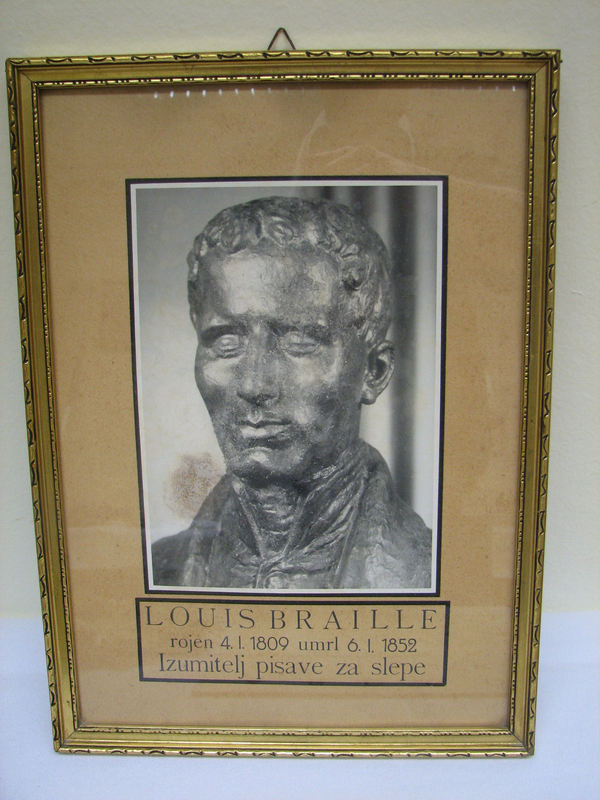 LOUIS BRAILLE
rojen 4. I. 1809 umrl 6. I. 1852
Izumitelj pisave za slepe